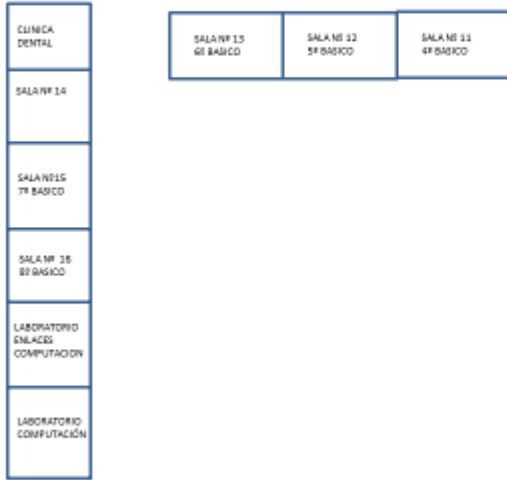 CLINICA
DENTAL
SALA Nº 14
SALA Nº15
7º BASICO
SALA Nº 16
8º BASICO
LABORATORIO
ENLACES
COMPUTACION
LABORATORIO
COMPUTACIÓN
SALA Nº 13
6º BASICO
SALA Nº 12
5º BASICO
SALA Nº 11
4º BASICO